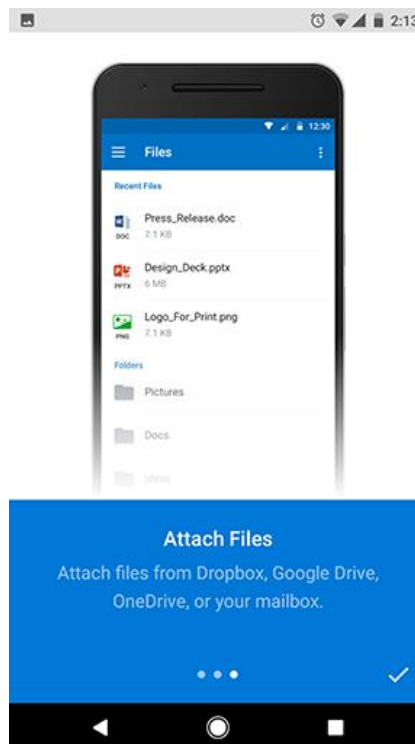 2:13
12:30
Files
Recent Files
Press_Release.doc
DOC
7.1 KB
Design_Deck.pptx
PPTX
6 MB
Logo_For_Print.png
PNG
7.1 KB
Folders
Pictures
Docs
Ideas
Attach Files
Attach files from Dropbox, Google Drive,
OneDrive, or your mailbox.